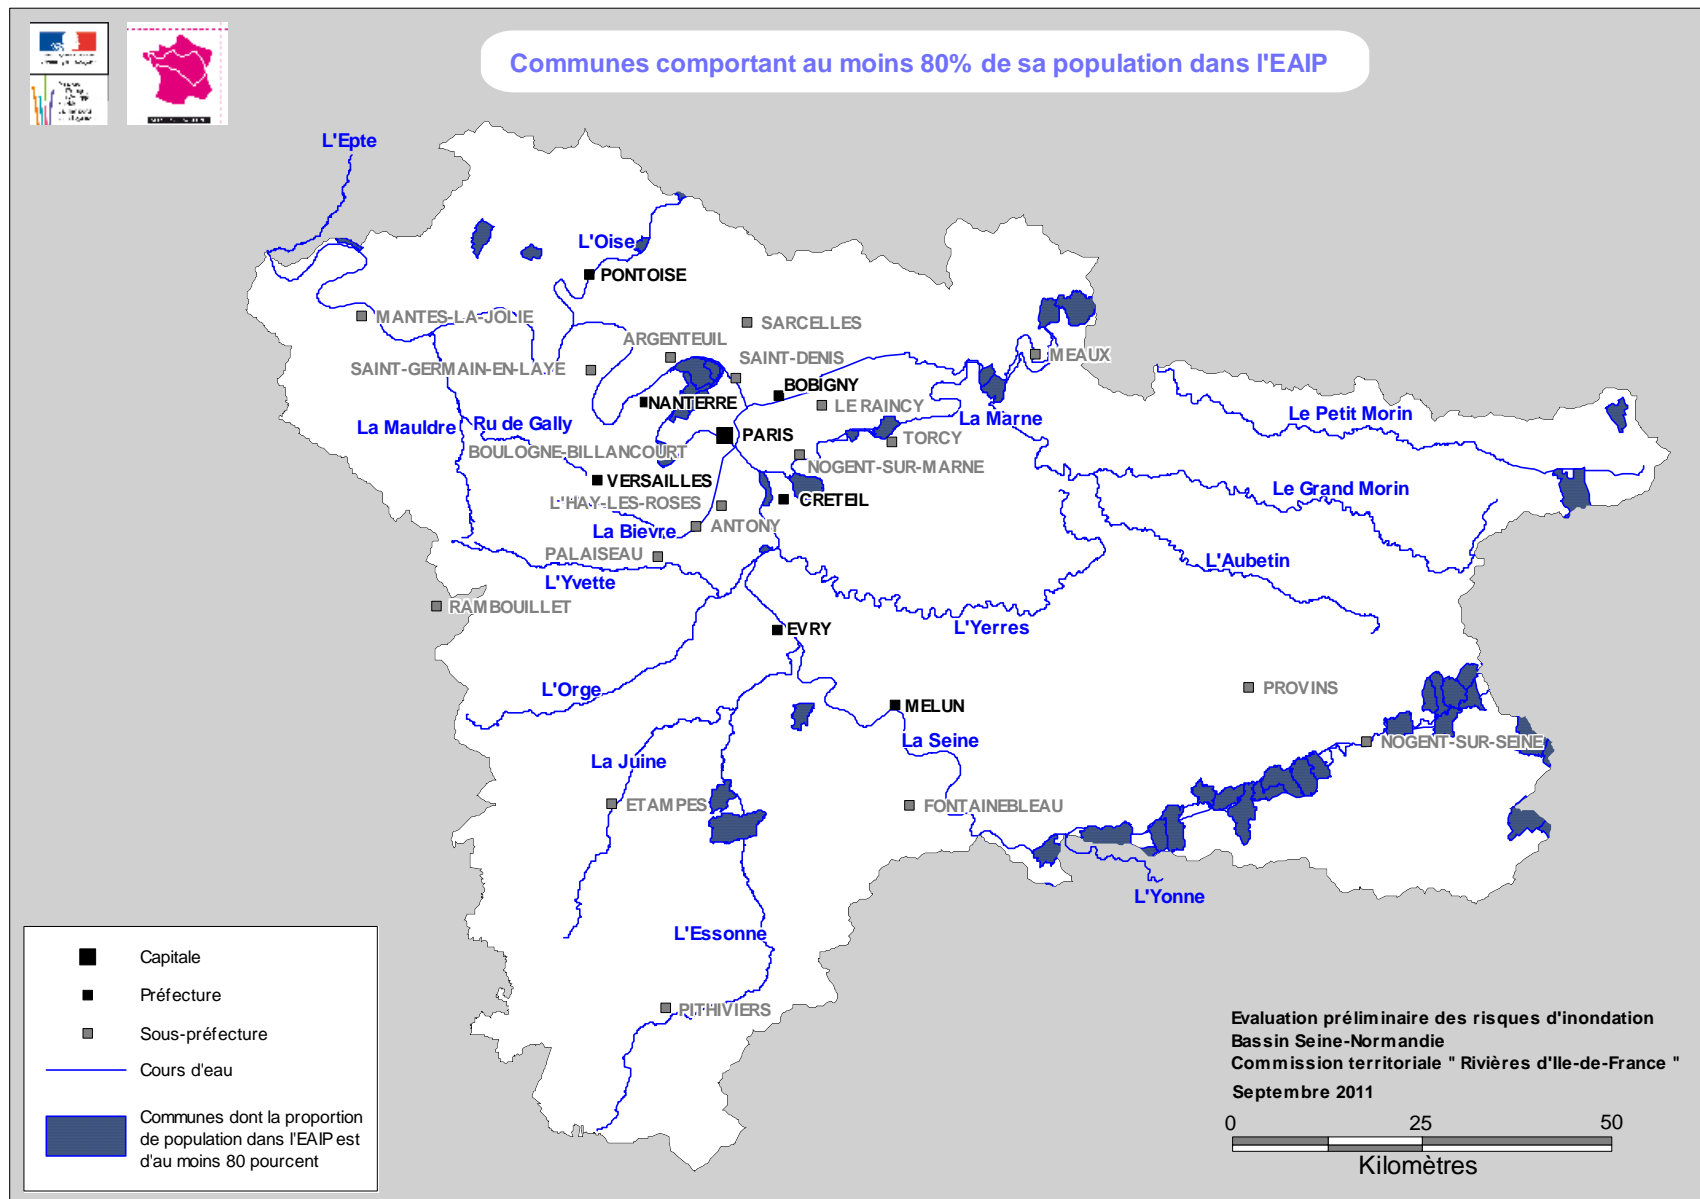 Communes comportant au moins 80% de sa population dans l'EAIP
L'Epte
L'Oise
PONTOISE
MANTES-LA-JOLIE
SARCELLES
ARGENTEUIL
SAINT-DENIS
MEAUX
SAINT-GERMAIN-EN-LAYE
BOBIGNY
NANTERRE
LE RAINCY
La Marne
Le Petit Morin
La Mauldre
Ru de Gally
PARIS
TORCY
BOULOGNE-BILLANCOURT
NOGENT-SUR-MARNE
VERSAILLES
Le Grand Morin
L'HAY-LES-ROSES
CRETEIL
La Bievre
ANTONY
PALAISEAU
L'Aubetin
L'Yvette
RAMBOUILLET
EVRY
L'Yerres
L'Orge
PROVINS
MELUN
La Seine
NOGENT-SUR-SEINE
La Juine
ETAMPES
FONTAINEBLEAU
L'Yonne
L'Essonne
PITHIVIERS
Capitale
Préfecture
Sous-préfecture
Cours d'eau
Communes dont la proportion
de population dans l'EAIP est
d'au moins 80 pourcent
Evaluation préliminaire des risques d'inondation
Bassin Seine-Normandie
Commission territoriale " Rivières d'Ile-de-France "
Septembre 2011
0 25 50
Kilomètres